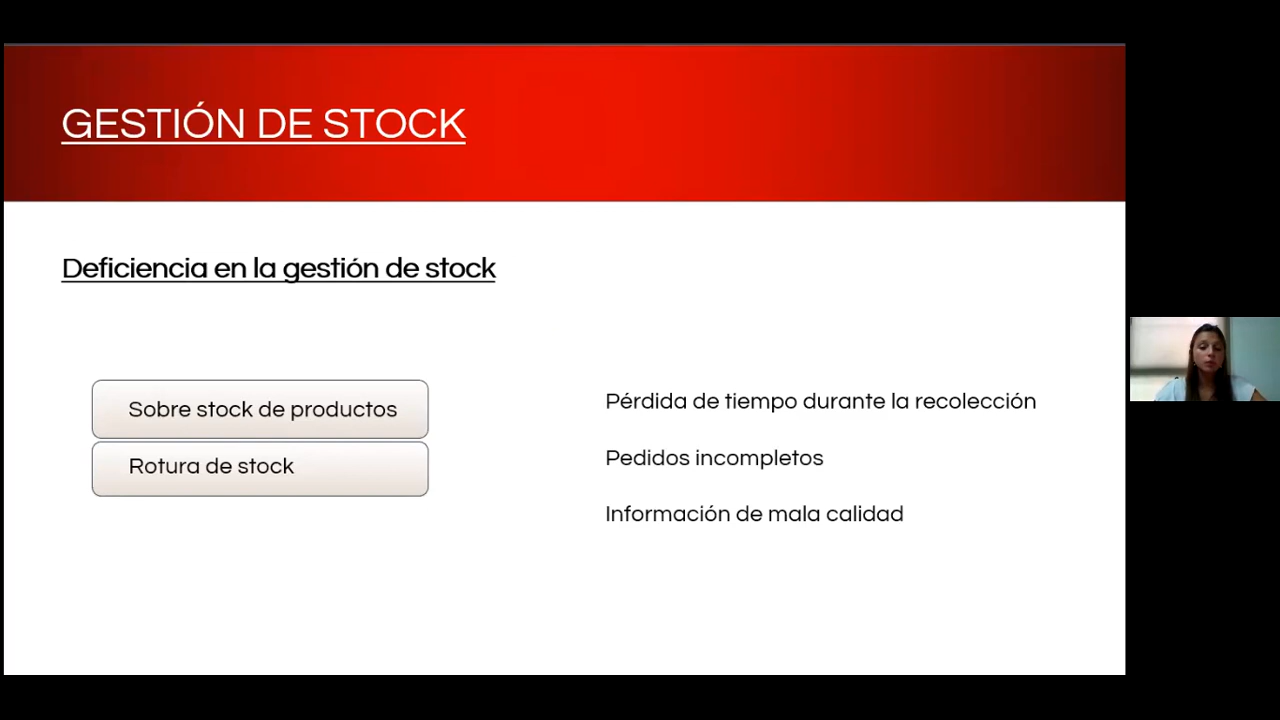 GESTIÓN DE STOCK
Deficiencia en la gestión de stock
Sobre stock de productos
Rotura de stock
Pérdida de tiempo durante la recolección
Pedidos incompletos
Información de mala calidad